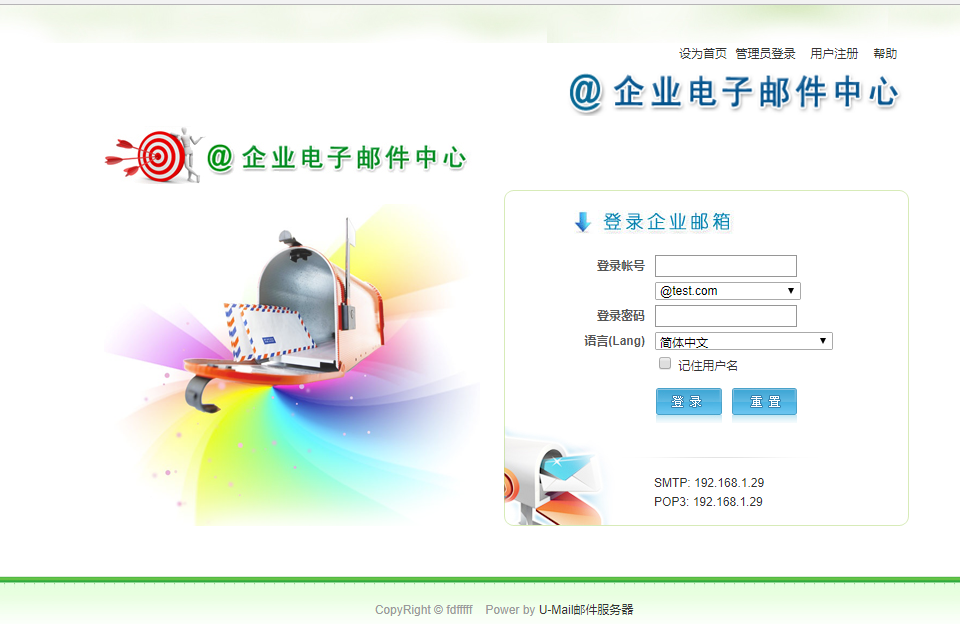 设为首页 管理员登录 用户注册 帮助
@ 企业电子邮件中心
@ 企业电子邮件中心
登录企业邮箱
登录帐号
@test.com
登录密码
语言(Lang) 简体中文
记住用户名
登 录 重 置
SMTP: 192.168.1.29
POP3: 192.168.1.29
CopyRight © fdfffff Power by U-Mail邮件服务器